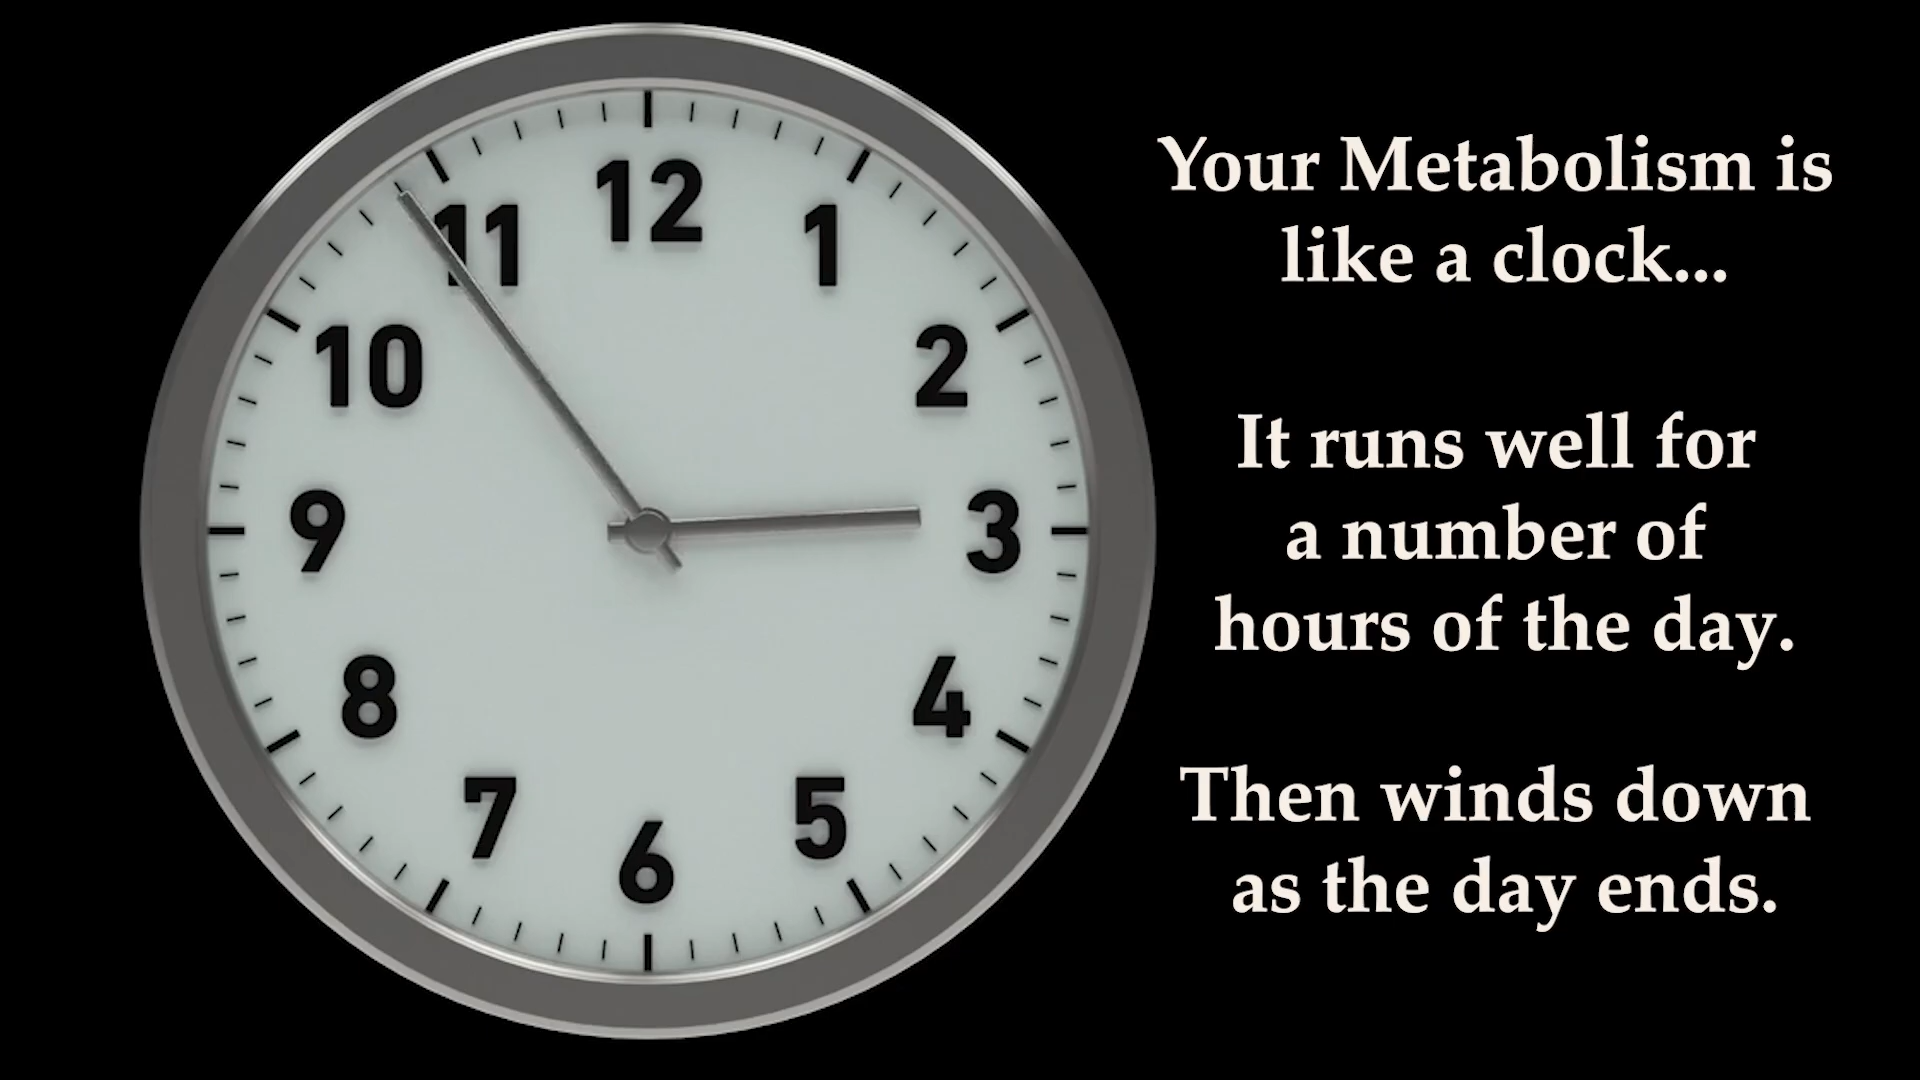 12
11
1
10
2
9
3
8
4
7
5
6
Your Metabolism is
like a clock...
It runs well for
a number of
hours of the day.
Then winds down
as the day ends.